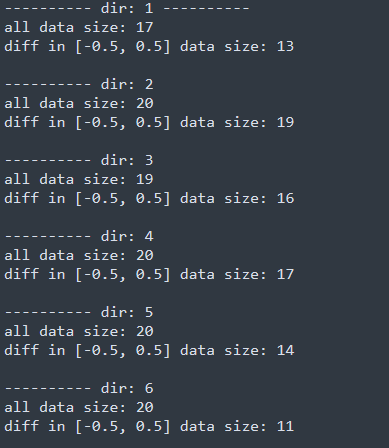 ---------- dir: 1 ----------
all data size: 17
diff in [-0.5, 0.5] data size: 13
---------- dir: 2
all data size: 20
diff in [-0.5, 0.5] data size: 19
---------- dir: 3
all data size: 19
diff in [-0.5, 0.5] data size: 16
---------- dir: 4
all data size: 20
diff in [-0.5, 0.5] data size: 17
---------- dir: 5
all data size: 20
diff in [-0.5, 0.5] data size: 14
---------- dir: 6
all data size: 20
diff in [-0.5, 0.5] data size: 11